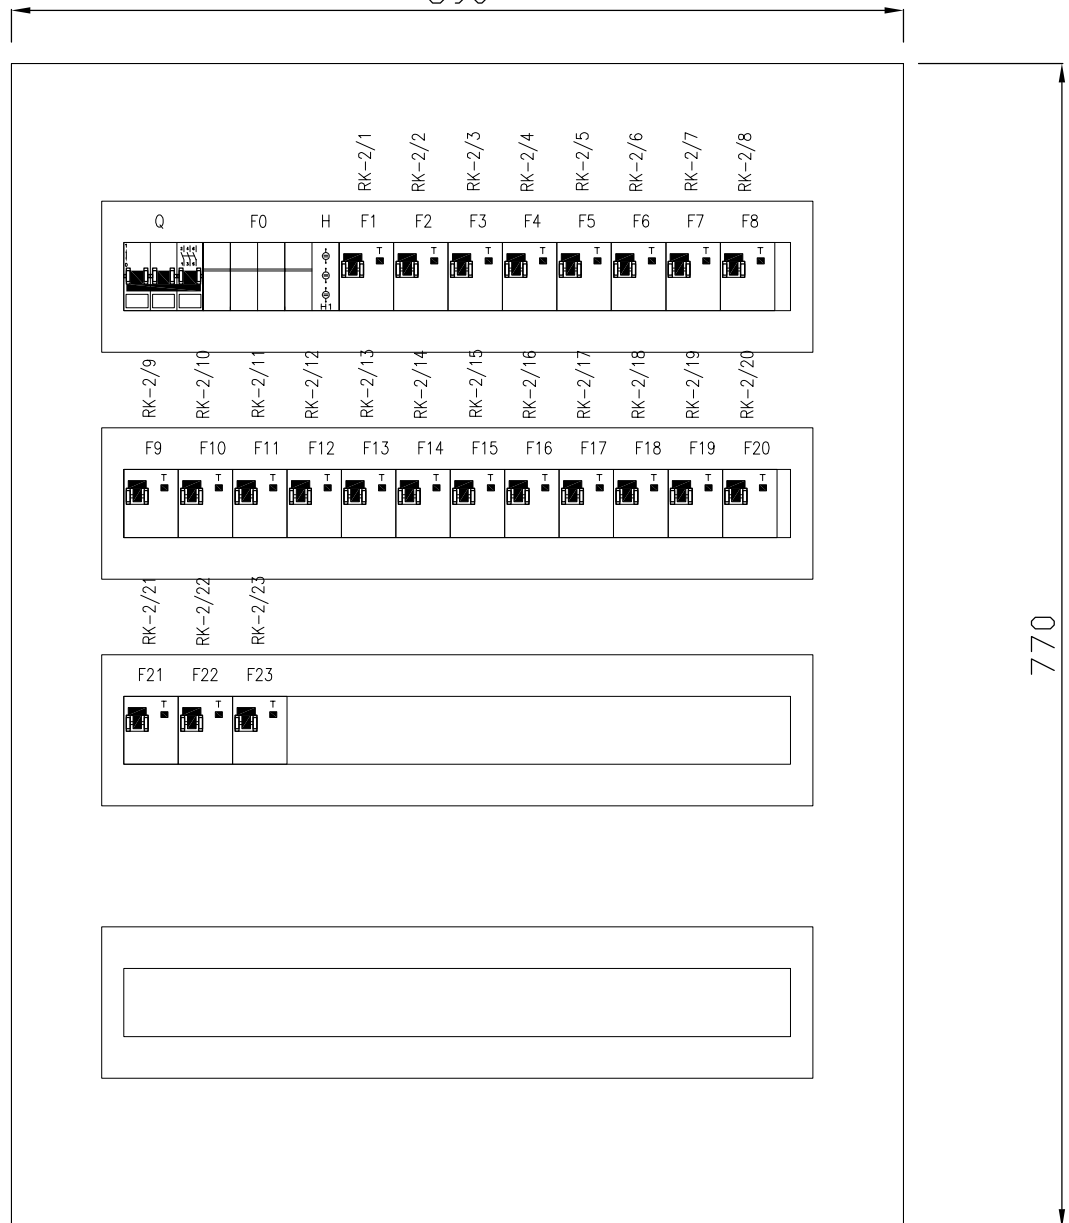 RK-2/1 RK-2/2 RK-2/3 RK-2/4 RK-2/5 RK-2/6 RK-2/7 RK-2/8
Q F0 H F1 F2 F3 F4 F5 F6 F7 F8
T T T T T T T T
H1
RK-2/9 RK-2/10 RK-2/11 RK-2/12 RK-2/13 RK-2/14 RK-2/15 RK-2/16 RK-2/17 RK-2/18 RK-2/19 RK-2/20
F9 F10 F11 F12 F13 F14 F15 F16 F17 F18 F19 F20
T T T T T T T T T T T T
RK-2/21 RK-2/22 RK-2/23
770
F21 F22 F23
T T T